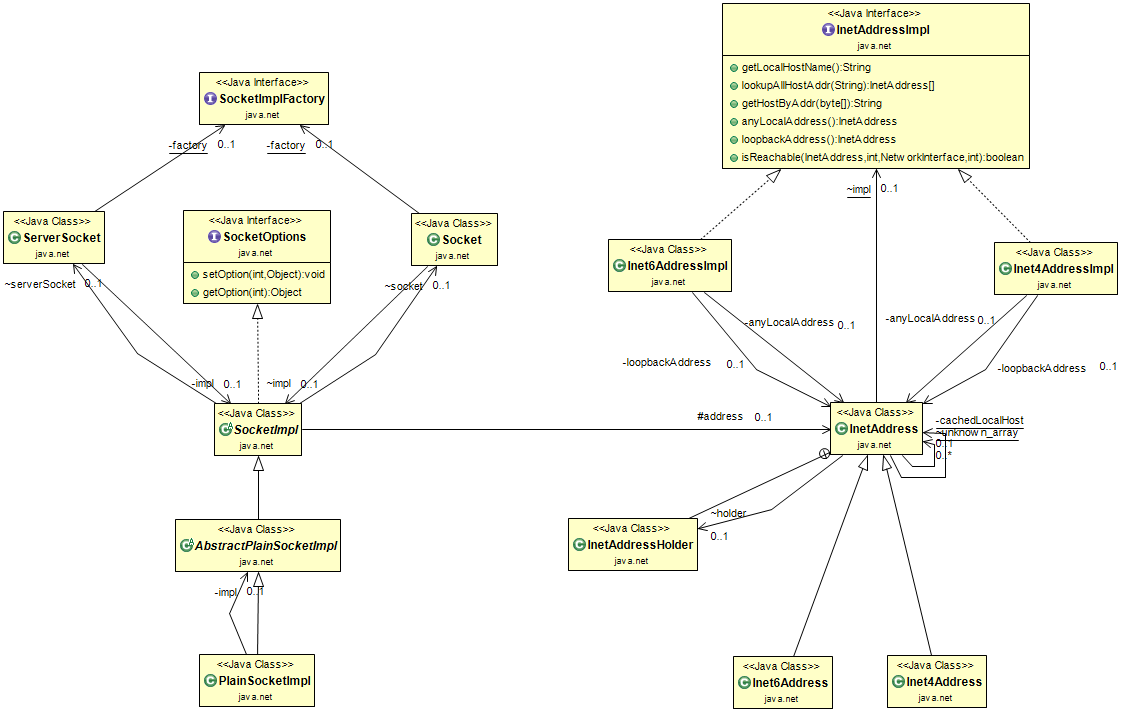 <<Java Interface>>
InetAddressImpl
java.net
getLocalHostName():String
lookupAllHostAddr(String):InetAddress[]
getHostByAddr(byte[]):String
anyLocalAddress():InetAddress
loopbackAddress():InetAddress
isReachable(InetAddress,int,NetworkInterface,int):boolean
<<Java Interface>>
SocketImplFactory
java.net
-factory 0..1
-factory 0..1
~impl 0..1
<<Java Class>>
ServerSocket
java.net
<<Java Interface>>
SocketOptions
java.net
setOption(int,Object):void
getOption(int):Object
<<Java Class>>
Socket
java.net
<<Java Class>>
Inet6AddressImpl
java.net
<<Java Class>>
Inet4AddressImpl
java.net
~serverSocket 0..1
~socket 0..1
-anyLocalAddress 0..1
-anyLocalAddress 0..1
-loopbackAddress 0..1
-loopbackAddress 0..1
-impl 0..1
~impl 0..1
<<Java Class>>
SocketImpl
java.net
#address 0..1
<<Java Class>>
InetAddress
java.net
-cachedLocalHost
~unknown_array
0..1
0..*
~holder
0..1
<<Java Class>>
AbstractPlainSocketImpl
java.net
<<Java Class>>
InetAddressHolder
java.net
-impl 0..1
<<Java Class>>
PlainSocketImpl
java.net
<<Java Class>>
Inet6Address
java.net
<<Java Class>>
Inet4Address
java.net